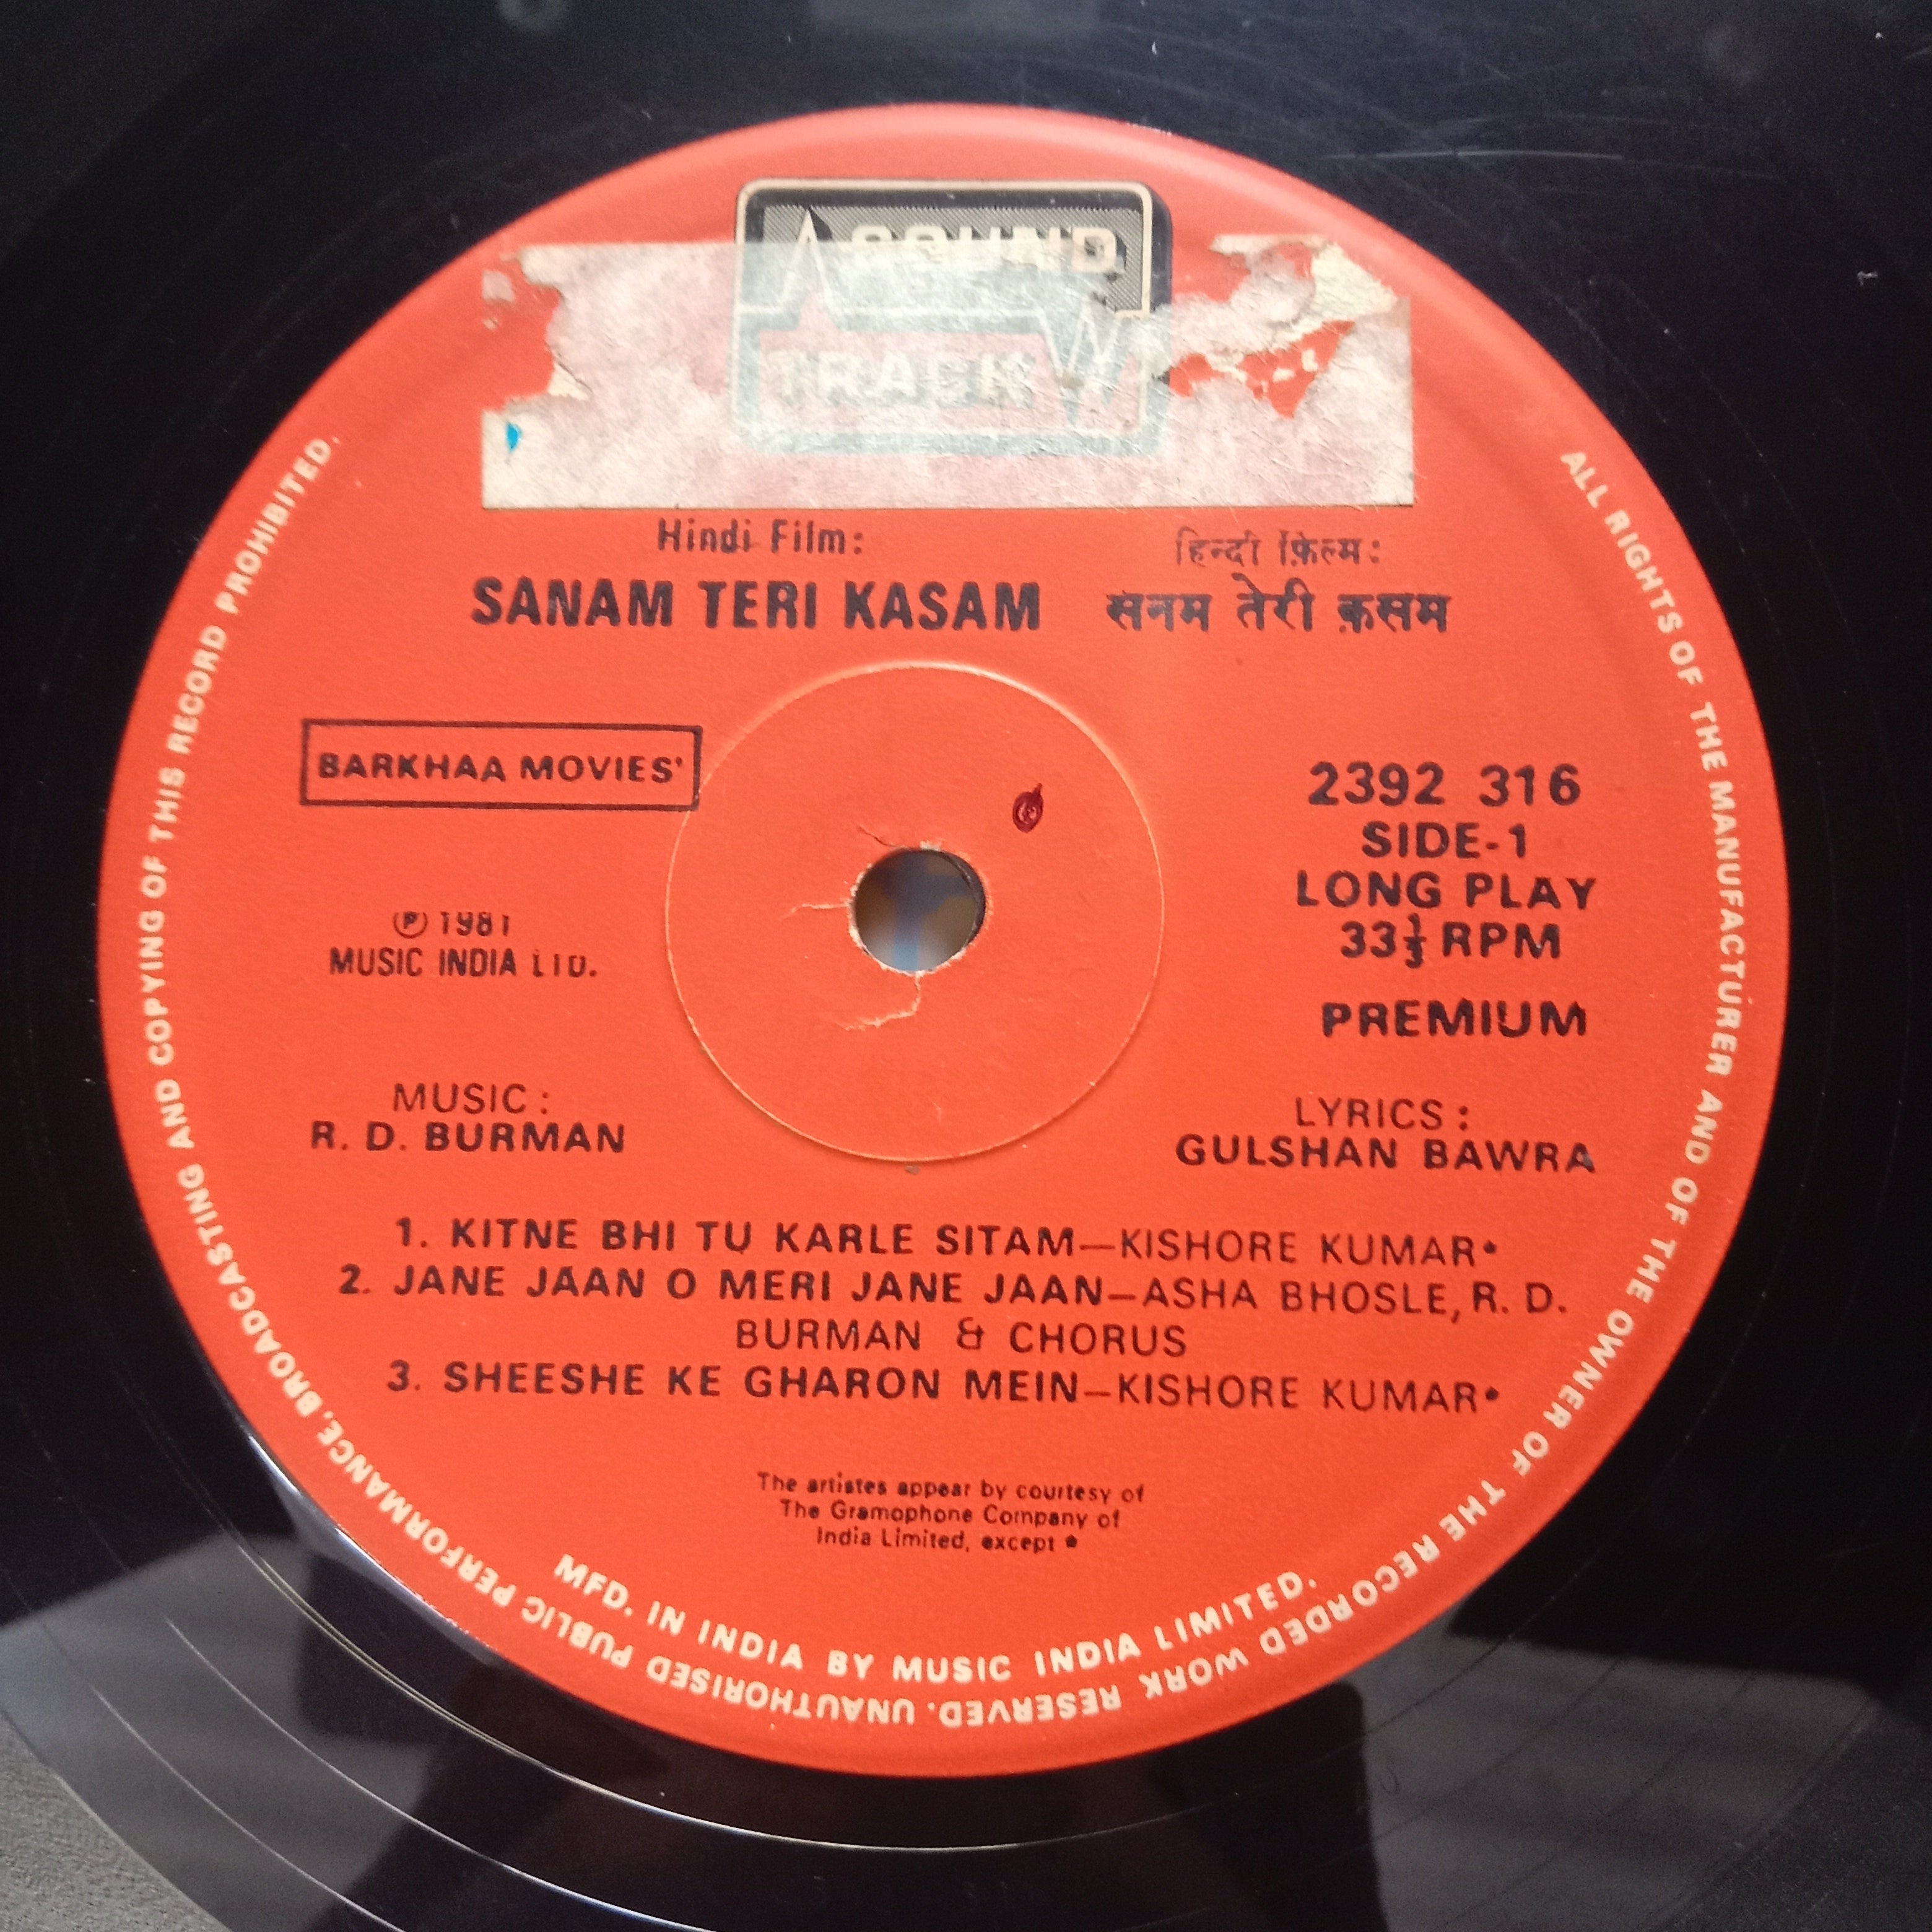 SOUND
TRACK
Hindi Film:
हिन्दी फ़िल्म:
SANAM TERI KASAM
सनम तेरी क़सम
BARKHAA MOVIES'
2392 316
SIDE-1
LONG PLAY
33⅓ RPM
PREMIUM
℗ 1981
MUSIC INDIA LTD.
MUSIC :
R. D. BURMAN
LYRICS :
GULSHAN BAWRA
1. KITNE BHI TU KARLE SITAM—KISHORE KUMAR*
2. JANE JAAN O MERI JANE JAAN—ASHA BHOSLE, R. D.
BURMAN & CHORUS
3. SHEESHE KE GHARON MEIN—KISHORE KUMAR*
The artistes appear by courtesy of
The Gramophone Company of
India Limited, except *
MFD. IN INDIA BY MUSIC INDIA LIMITED.
ALL RIGHTS OF THE MANUFACTURER AND OF THE OWNER OF THE RECORDED WORK RESERVED. UNAUTHORISED PUBLIC PERFORMANCE, BROADCASTING AND COPYING OF THIS RECORD PROHIBITED.